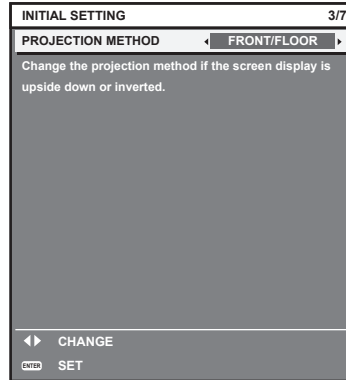 INITIAL SETTING 3/7
PROJECTION METHOD FRONT/FLOOR
Change the projection method if the screen display is
upside down or inverted.
CHANGE
ENTER SET